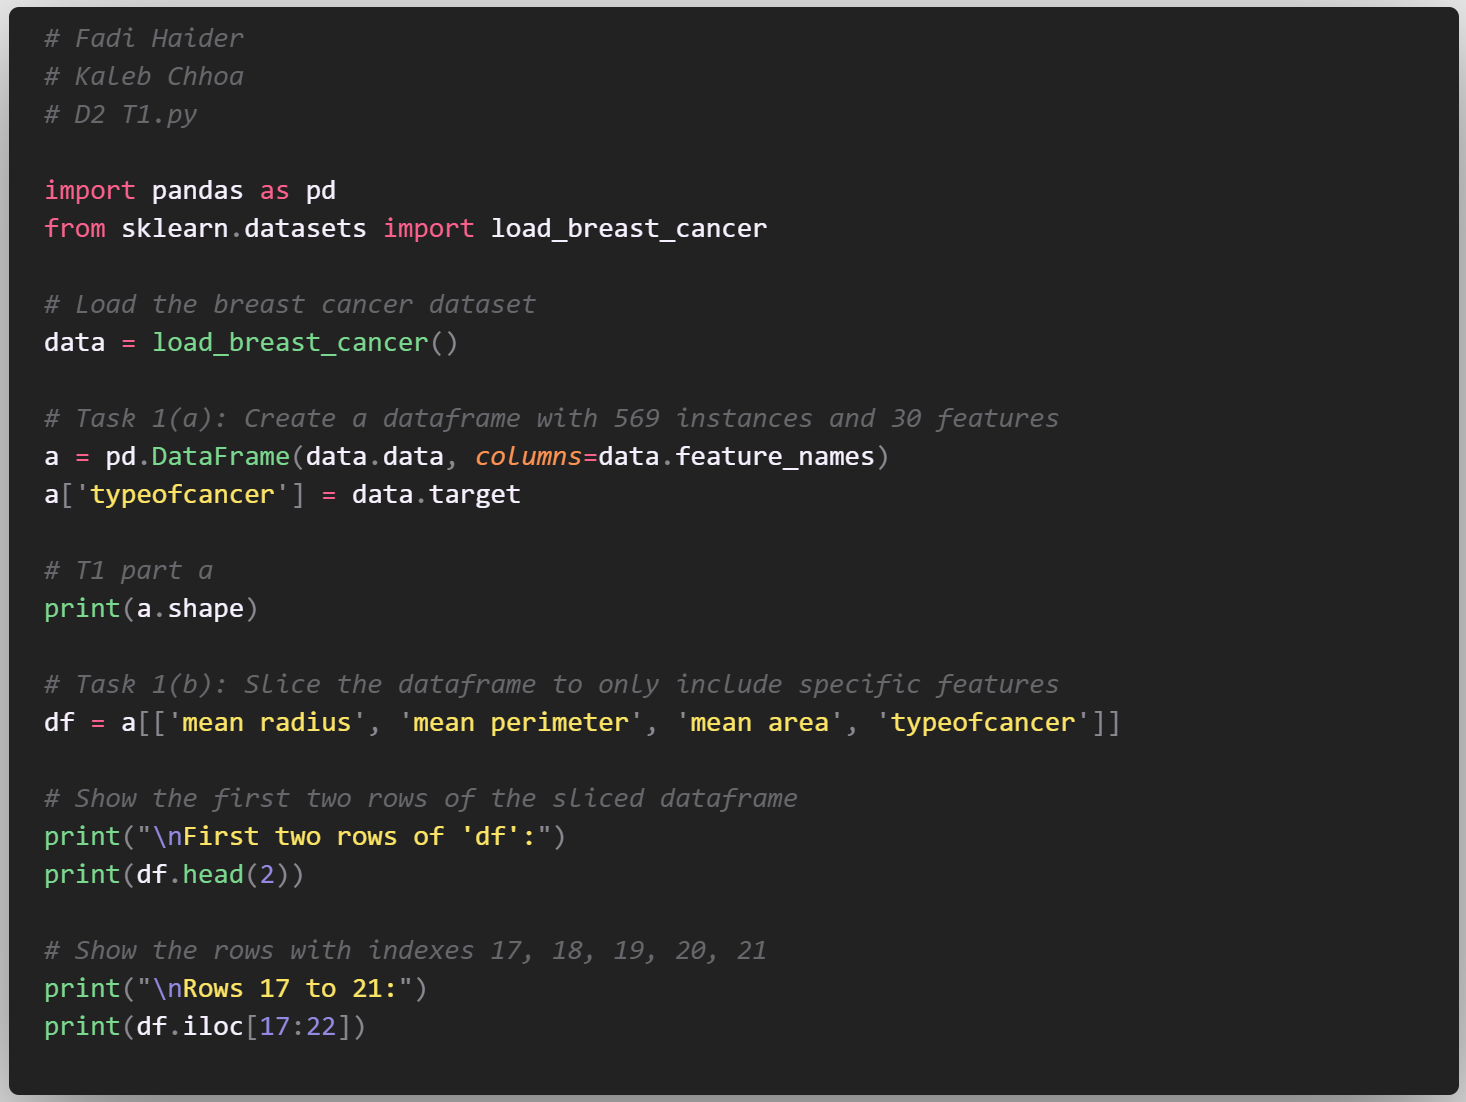 # Fadi Haider
# Kaleb Chhoa
# D2 T1.py
import pandas as pd
from sklearn.datasets import load_breast_cancer
# Load the breast cancer dataset
data = load_breast_cancer()
# Task 1(a): Create a dataframe with 569 instances and 30 features
a = pd.DataFrame(data.data, columns=data.feature_names)
a['typeofcancer'] = data.target
# T1 part a
print(a.shape)
# Task 1(b): Slice the dataframe to only include specific features
df = a[['mean radius', 'mean perimeter', 'mean area', 'typeofcancer']]
# Show the first two rows of the sliced dataframe
print("\nFirst two rows of 'df':")
print(df.head(2))
# Show the rows with indexes 17, 18, 19, 20, 21
print("\nRows 17 to 21:")
print(df.iloc[17:22])